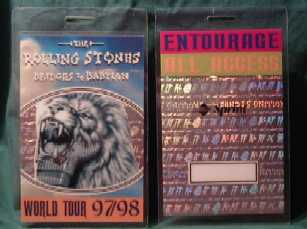 THE
ROLLING STONES
BRIDGES TO BABYLON
WORLD TOUR 97/98
ENTOURAGE
ALL ACCESS